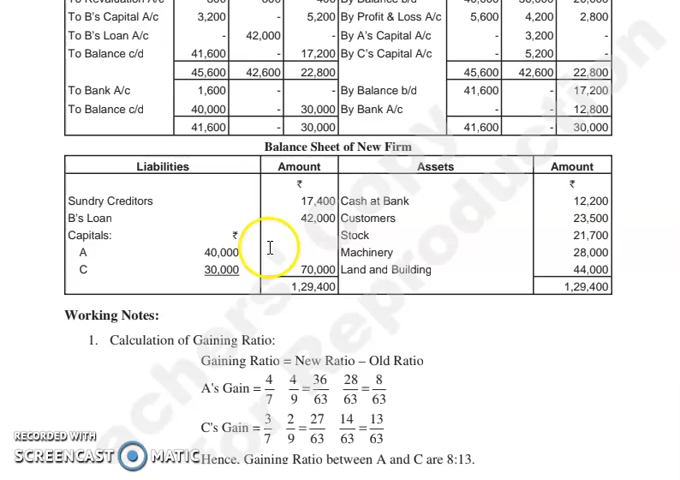 To B's Capital A/c 3,200 - 5,200 By Profit & Loss A/c 5,600 4,200 2,800
To B's Loan A/c - 42,000 - By A's Capital A/c - 3,200 -
To Balance c/d 41,600 - 17,200 By C's Capital A/c - 5,200 -
45,600 42,600 22,800 45,600 42,600 22,800
To Bank A/c 1,600 - - By Balance b/d 41,600 - 17,200
To Balance c/d 40,000 - 30,000 By Bank A/c - - 12,800
41,600 - 30,000 41,600 - 30,000
Balance Sheet of New Firm
Liabilities Amount Assets Amount
₹ ₹
Sundry Creditors 17,400 Cash at Bank 12,200
B's Loan 42,000 Customers 23,500
Capitals: ₹ Stock 21,700
A 40,000 Machinery 28,000
C 30,000 70,000 Land and Building 44,000
1,29,400 1,29,400
Working Notes:
1. Calculation of Gaining Ratio:
Gaining Ratio = New Ratio – Old Ratio
A's Gain = 4/7 4/9 = 36/63 28/63 = 8/63
C's Gain = 3/7 2/9 = 27/63 14/63 = 13/63
Hence, Gaining Ratio between A and C are 8:13.
RECORDED WITH
SCREENCAST MATIC